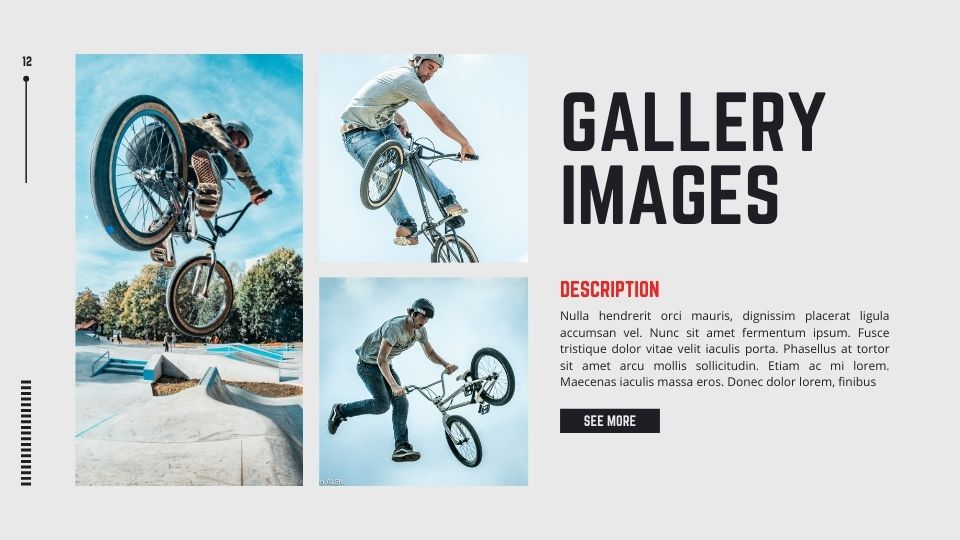 12
GALLERY
IMAGES
DESCRIPTION
Nulla hendrerit orci mauris, dignissim placerat ligula
accumsan vel. Nunc sit amet fermentum ipsum. Fusce
tristique dolor vitae velit iaculis porta. Phasellus at tortor
sit amet arcu mollis sollicitudin. Etiam ac mi lorem.
Maecenas iaculis massa eros. Donec dolor lorem, finibus
SEE MORE